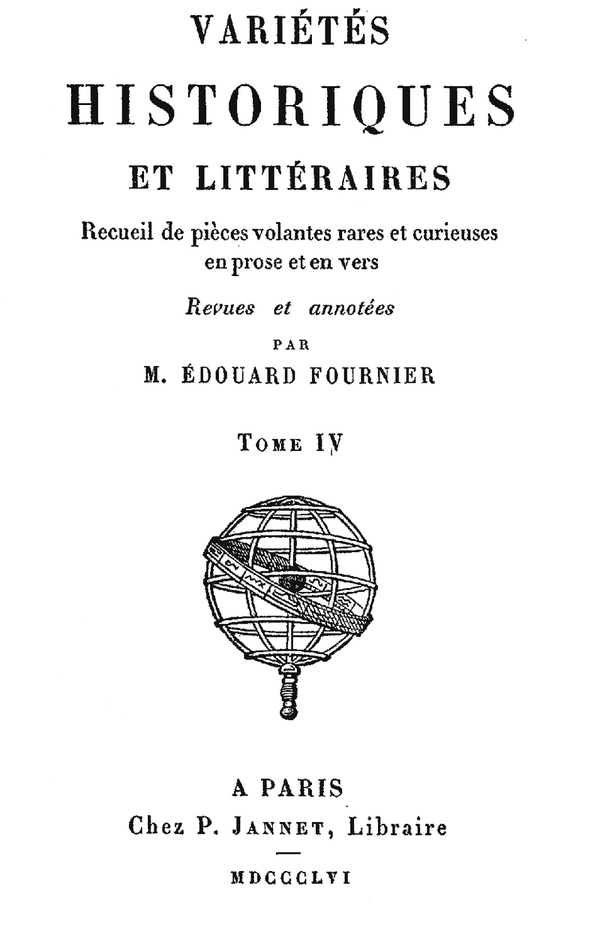 VARIÉTÉS
HISTORIQUES
ET LITTÉRAIRES
Recueil de pièces volantes rares et curieuses
en prose et en vers
Revues et annotées
PAR
M. ÉDOUARD FOURNIER
TOME IV
A PARIS
Chez P. JANNET, Libraire
MDCCCLVI